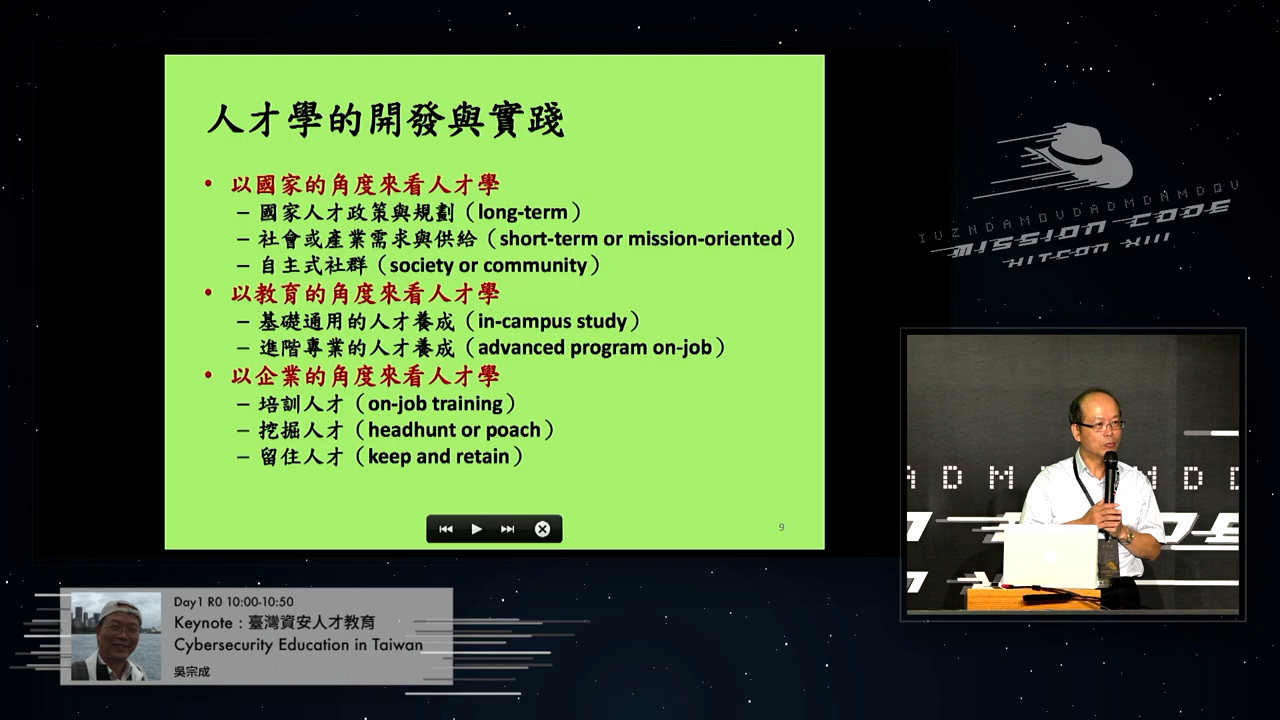 人才學的開發與實踐
• 以國家的角度來看人才學
– 國家人才政策與規劃（long-term）
– 社會或產業需求與供給（short-term or mission-oriented）
– 自主式社群（society or community）
• 以教育的角度來看人才學
– 基礎通用的人才養成（in-campus study）
– 進階專業的人才養成（advanced program on-job）
• 以企業的角度來看人才學
– 培訓人才（on-job training）
– 挖掘人才（headhunt or poach）
– 留住人才（keep and retain）
9
IUZNDAMOVDADMDNMDQU
MISSION CODE
HITCON XIII
Day1 R0 10:00-10:50
Keynote：臺灣資安人才教育
Cybersecurity Education in Taiwan
吳宗成